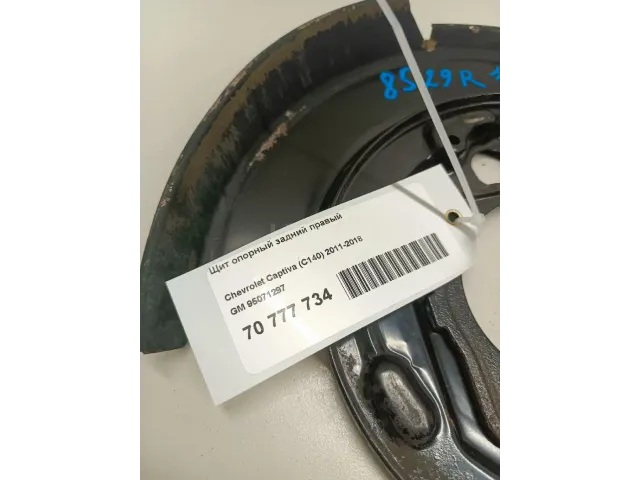 8529R
Щит опорный задний правый
Chevrolet Captiva (C140) 2011-2016
GM 95071297
70 777 734